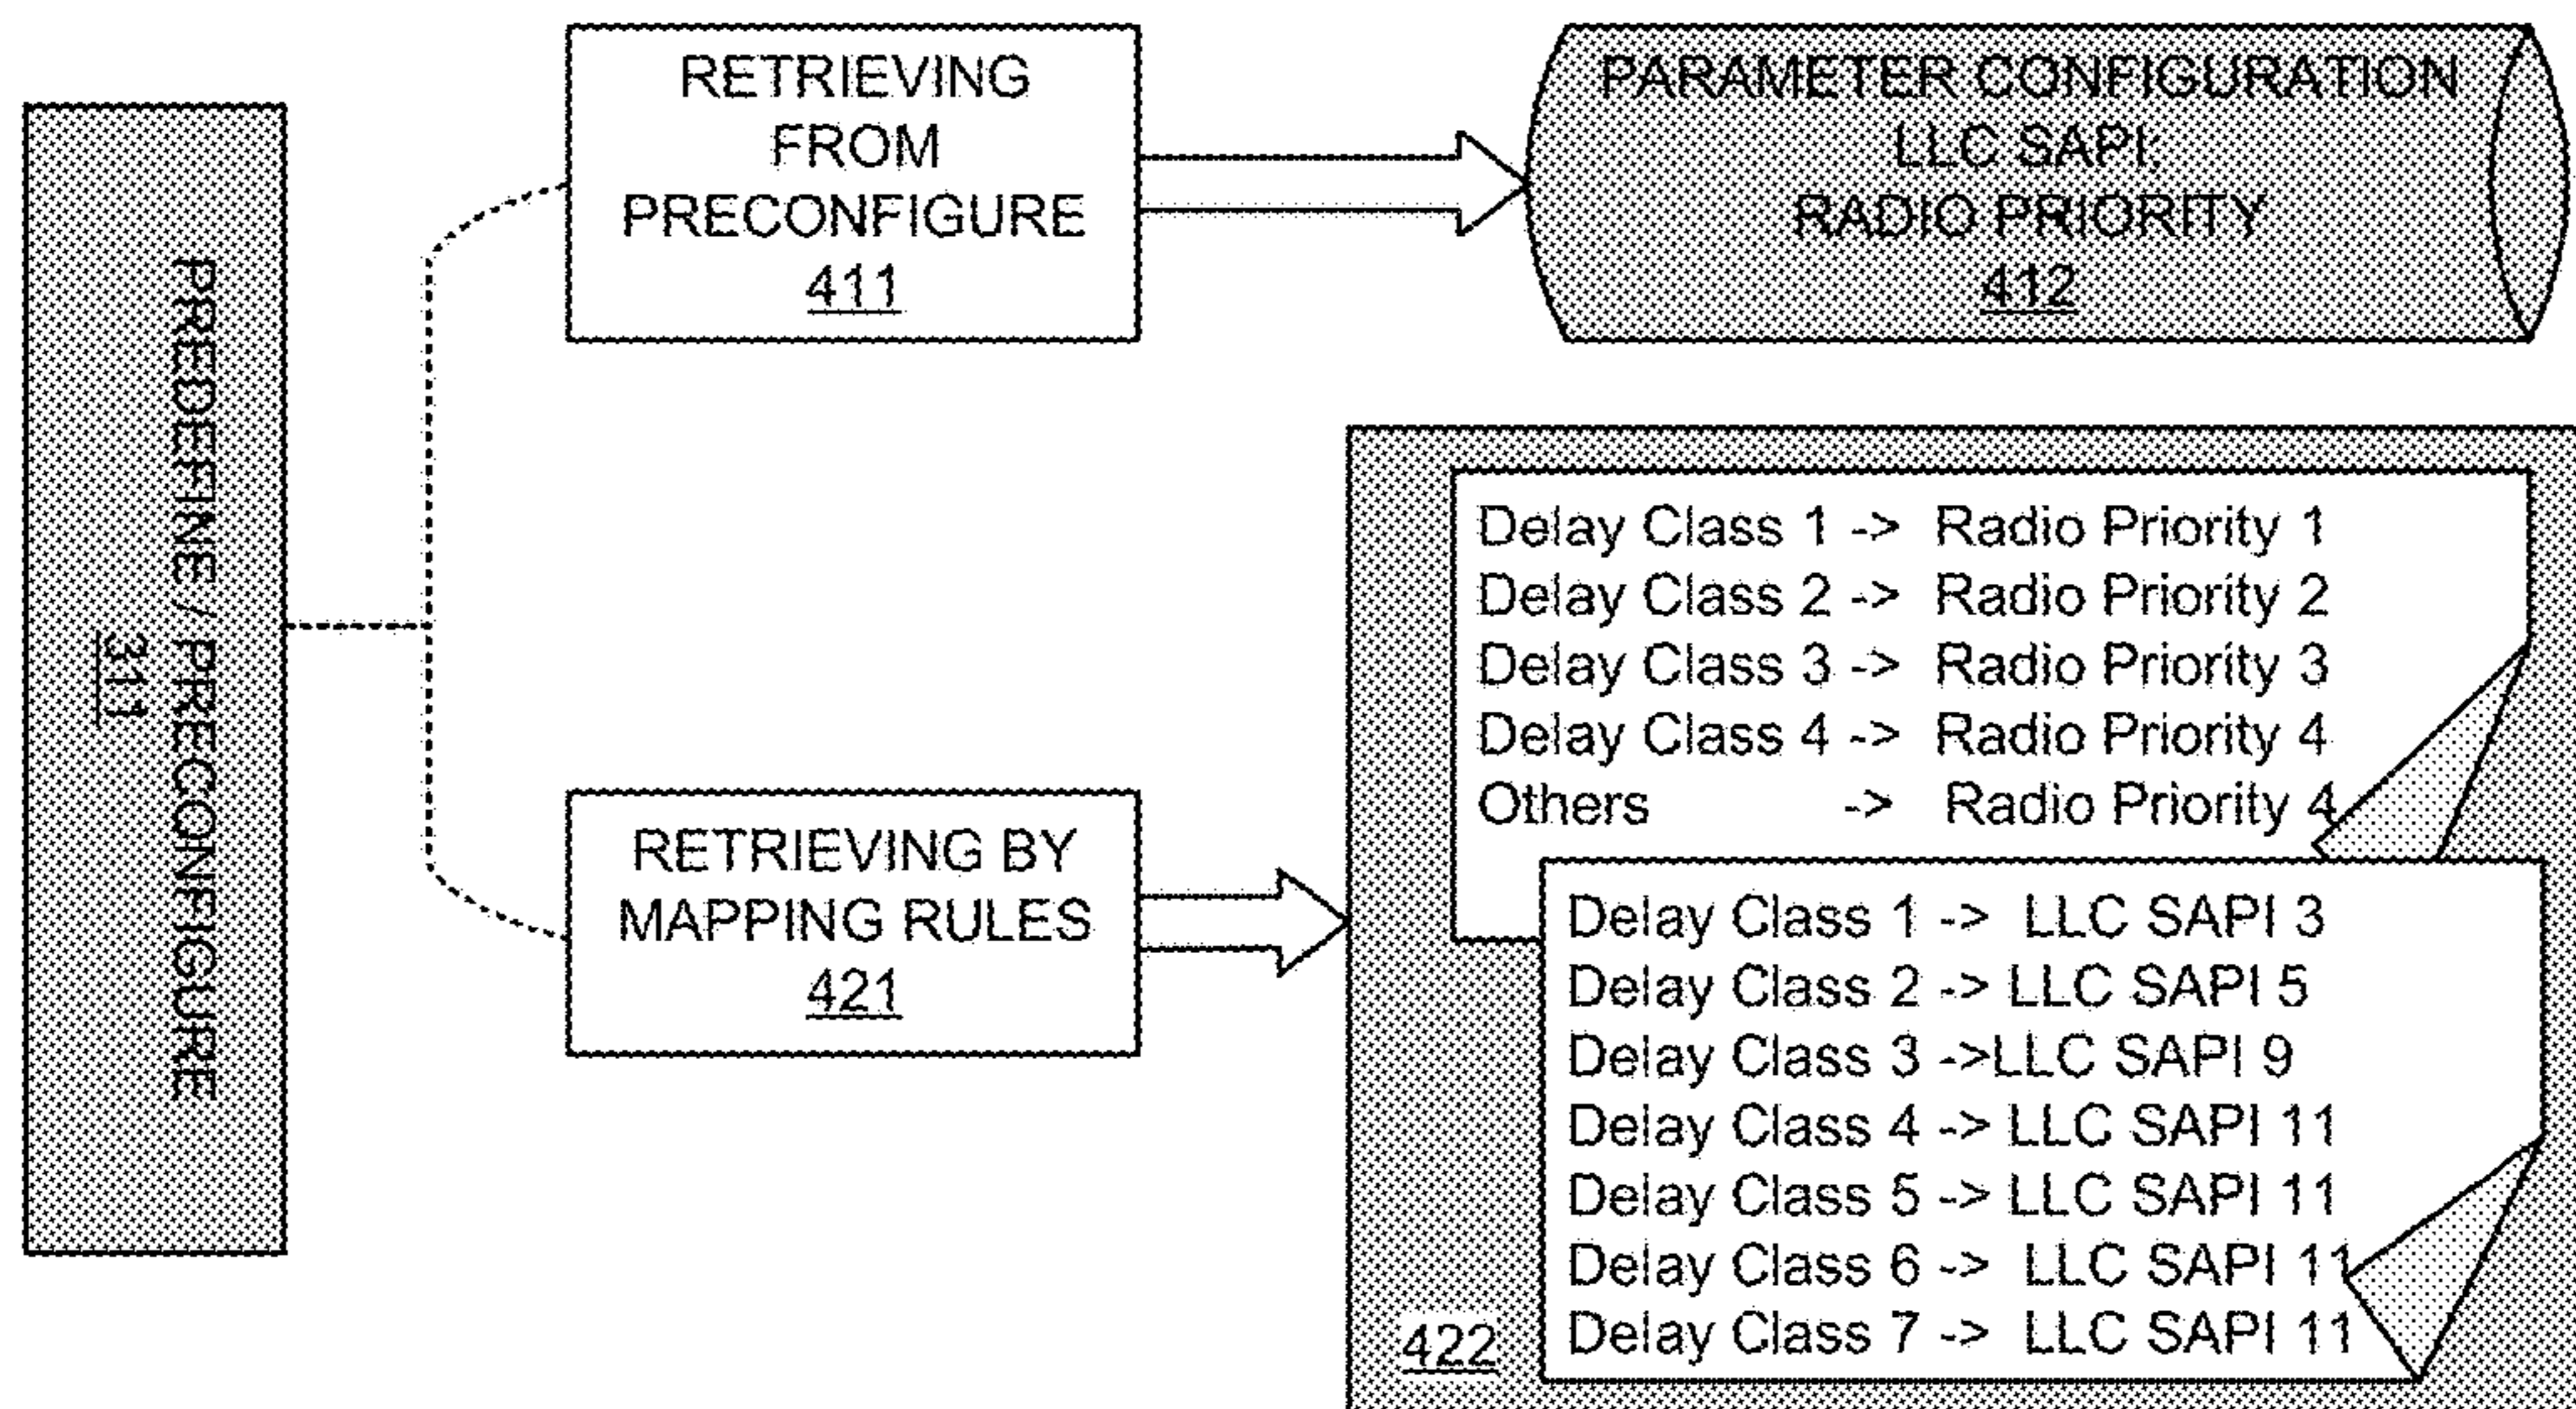 PREDEFINE / PRECONFIGURE
311
RETRIEVING
FROM
PRECONFIGURE
411
PARAMETER CONFIGURATION
LLC SAPI;
RADIO PRIORITY
412
RETRIEVING BY
MAPPING RULES
421
Delay Class 1 -> Radio Priority 1
Delay Class 2 -> Radio Priority 2
Delay Class 3 -> Radio Priority 3
Delay Class 4 -> Radio Priority 4
Others -> Radio Priority 4
Delay Class 1 -> LLC SAPI 3
Delay Class 2 -> LLC SAPI 5
Delay Class 3 ->LLC SAPI 9
Delay Class 4 -> LLC SAPI 11
Delay Class 5 -> LLC SAPI 11
Delay Class 6 -> LLC SAPI 11
Delay Class 7 -> LLC SAPI 11
422